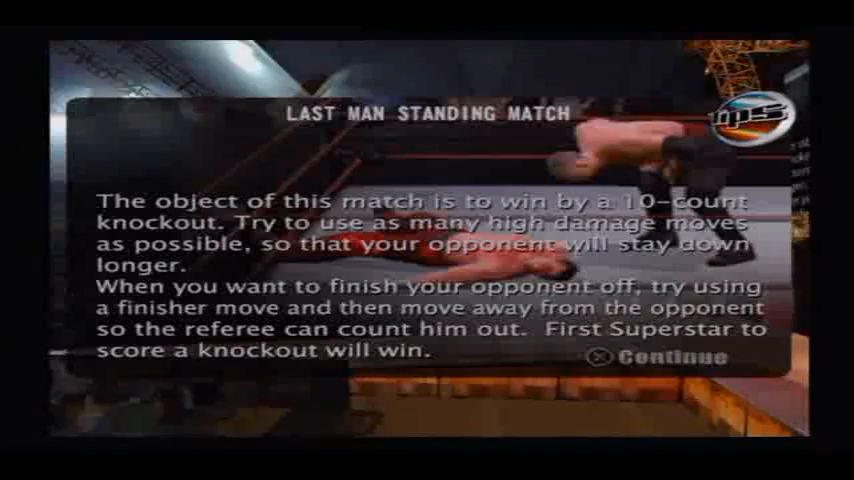 LAST MAN STANDING MATCH
TIPS
The object of this match is to win by a 10-count
knockout. Try to use as many high damage moves
as possible, so that your opponent will stay down
longer.
When you want to finish your opponent off, try using
a finisher move and then move away from the opponent
so the referee can count him out. First Superstar to
score a knockout will win.
Continue